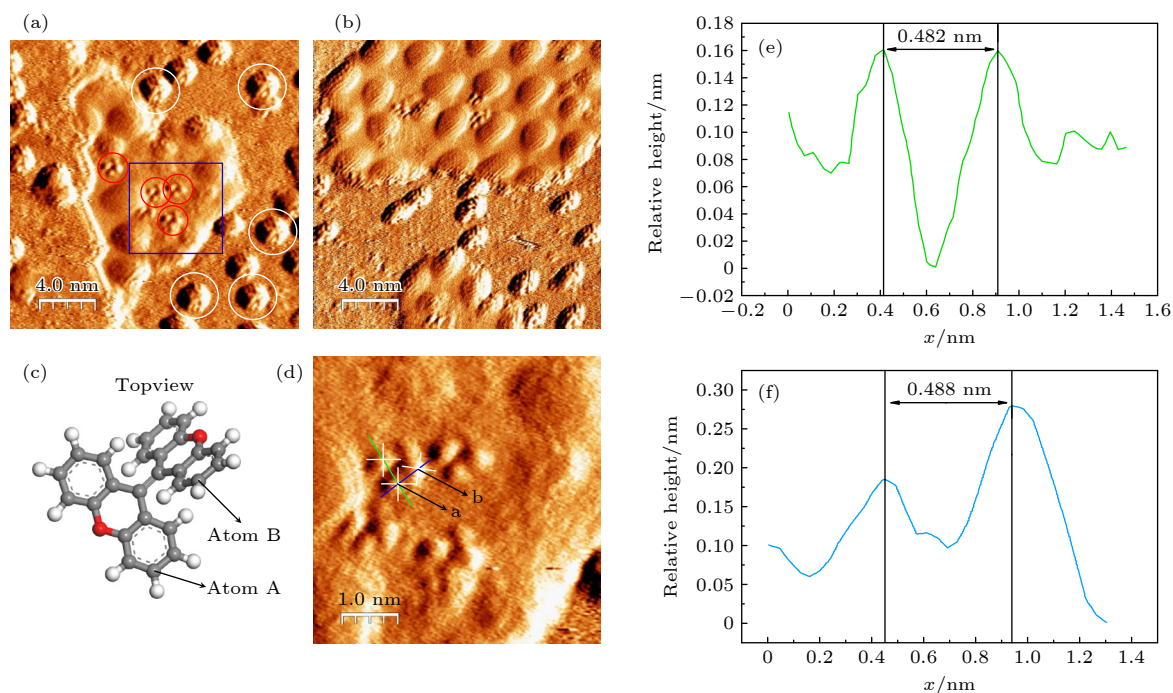 (a)
4.0 nm
(b)
4.0 nm
(c)
Topview
Atom B
Atom A
(d)
b
a
1.0 nm
(e)
0.482 nm
Relative height/nm
0.18
0.16
0.14
0.12
0.10
0.08
0.06
0.04
0.02
0
−0.02
−0.2 0 0.2 0.4 0.6 0.8 1.0 1.2 1.4 1.6
x/nm
(f)
0.488 nm
Relative height/nm
0.30
0.25
0.20
0.15
0.10
0.05
0
0 0.2 0.4 0.6 0.8 1.0 1.2 1.4
x/nm